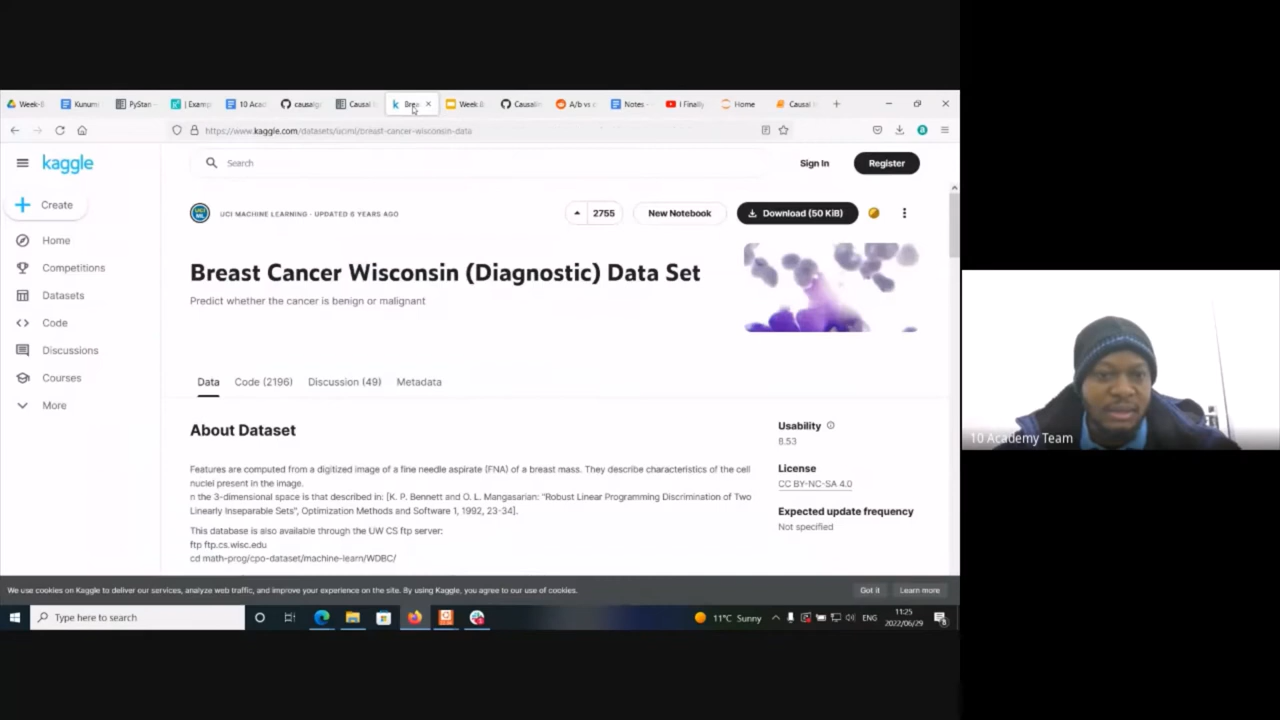 Week-8
Kunumi
PyStan -
| Examp
10 Acad
causalgr
Causal I
Brea
Week 8
CausalIn
A/b vs c
Notes -
I Finally
Home
Causal I
https://www.kaggle.com/datasets/uciml/breast-cancer-wisconsin-data
kaggle
Search
Sign In
Register
Create
Home
Competitions
Datasets
Code
Discussions
Courses
More
UCI MACHINE LEARNING · UPDATED 6 YEARS AGO
2755
New Notebook
Download (50 KiB)
Breast Cancer Wisconsin (Diagnostic) Data Set
Predict whether the cancer is benign or malignant
Data
Code (2196)
Discussion (49)
Metadata
About Dataset
Features are computed from a digitized image of a fine needle aspirate (FNA) of a breast mass. They describe characteristics of the cell
nuclei present in the image.
n the 3-dimensional space is that described in: [K. P. Bennett and O. L. Mangasarian: "Robust Linear Programming Discrimination of Two
Linearly Inseparable Sets", Optimization Methods and Software 1, 1992, 23-34].
This database is also available through the UW CS ftp server:
ftp ftp.cs.wisc.edu
cd math-prog/cpo-dataset/machine-learn/WDBC/
Usability
8.53
License
CC BY-NC-SA 4.0
Expected update frequency
Not specified
We use cookies on Kaggle to deliver our services, analyze web traffic, and improve your experience on the site. By using Kaggle, you agree to our use of cookies.
Got it
Learn more
Type here to search
11°C Sunny
ENG
11:25
2022/06/29
10 Academy Team